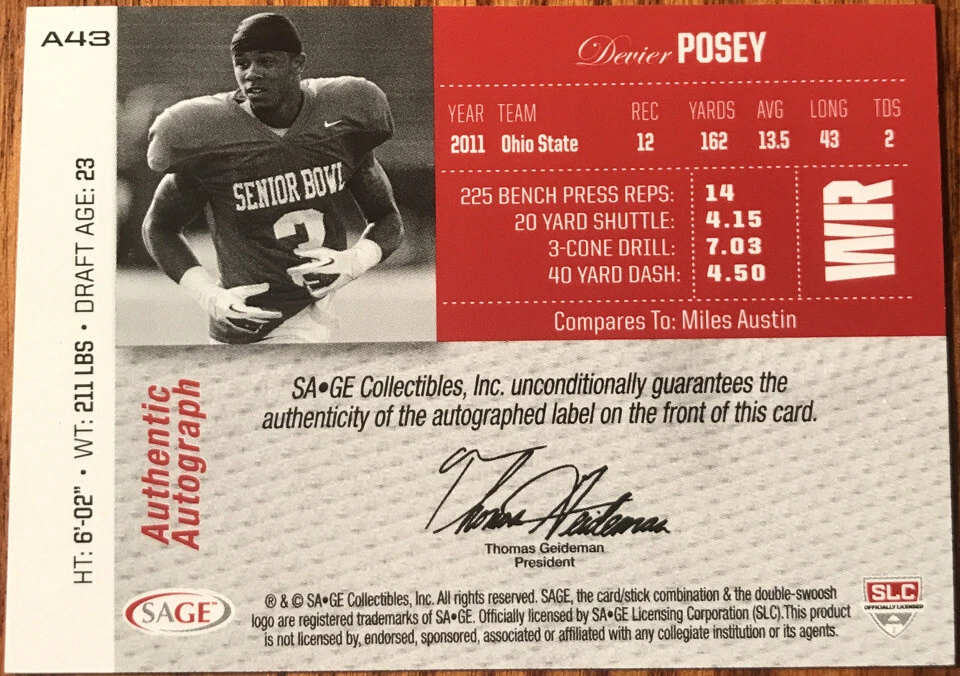 A43
HT: 6'-02" • WT: 211 LBS • DRAFT AGE: 23
SENIOR BOWL
3
Devier POSEY
YEAR TEAM REC YARDS AVG LONG TDS
2011 Ohio State 12 162 13.5 43 2
225 BENCH PRESS REPS: 14
20 YARD SHUTTLE: 4.15
3-CONE DRILL: 7.03
40 YARD DASH: 4.50
WR
Compares To: Miles Austin
Authentic
Autograph
SA•GE Collectibles, Inc. unconditionally guarantees the
authenticity of the autographed label on the front of this card.
Thomas Geideman
Thomas Geideman
President
SAGE™
® & © SA•GE Collectibles, Inc. All rights reserved. SAGE, the card/stick combination & the double-swoosh
logo are registered trademarks of SA•GE. Officially licensed by SA•GE Licensing Corporation (SLC). This product
is not licensed by, endorsed, sponsored, associated or affiliated with any collegiate institution or its agents.
SLC
OFFICIALLY LICENSED